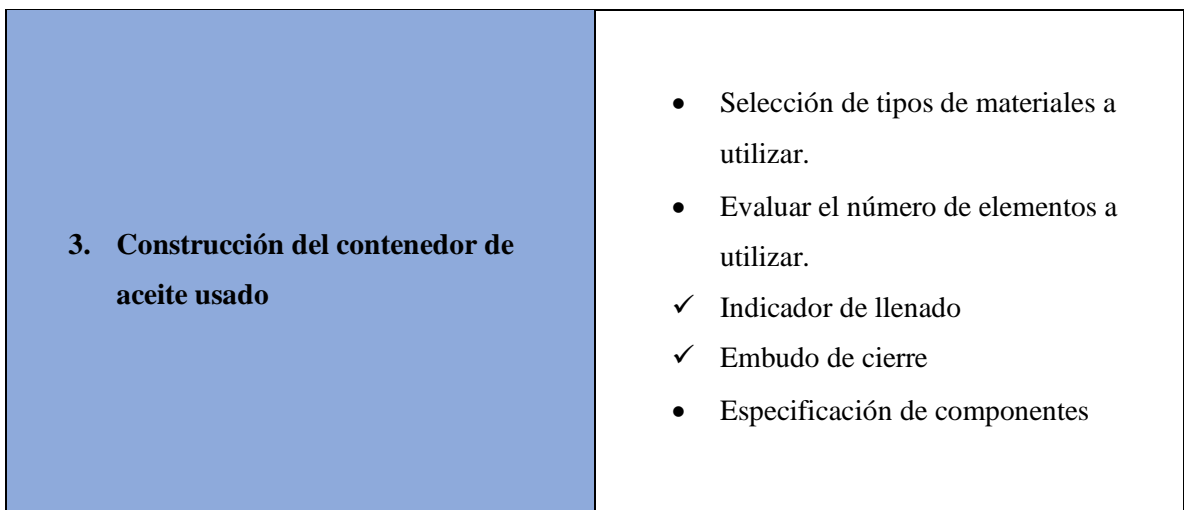 3. Construcción del contenedor de
aceite usado
• Selección de tipos de materiales a
utilizar.
• Evaluar el número de elementos a
utilizar.
✓ Indicador de llenado
✓ Embudo de cierre
• Especificación de componentes